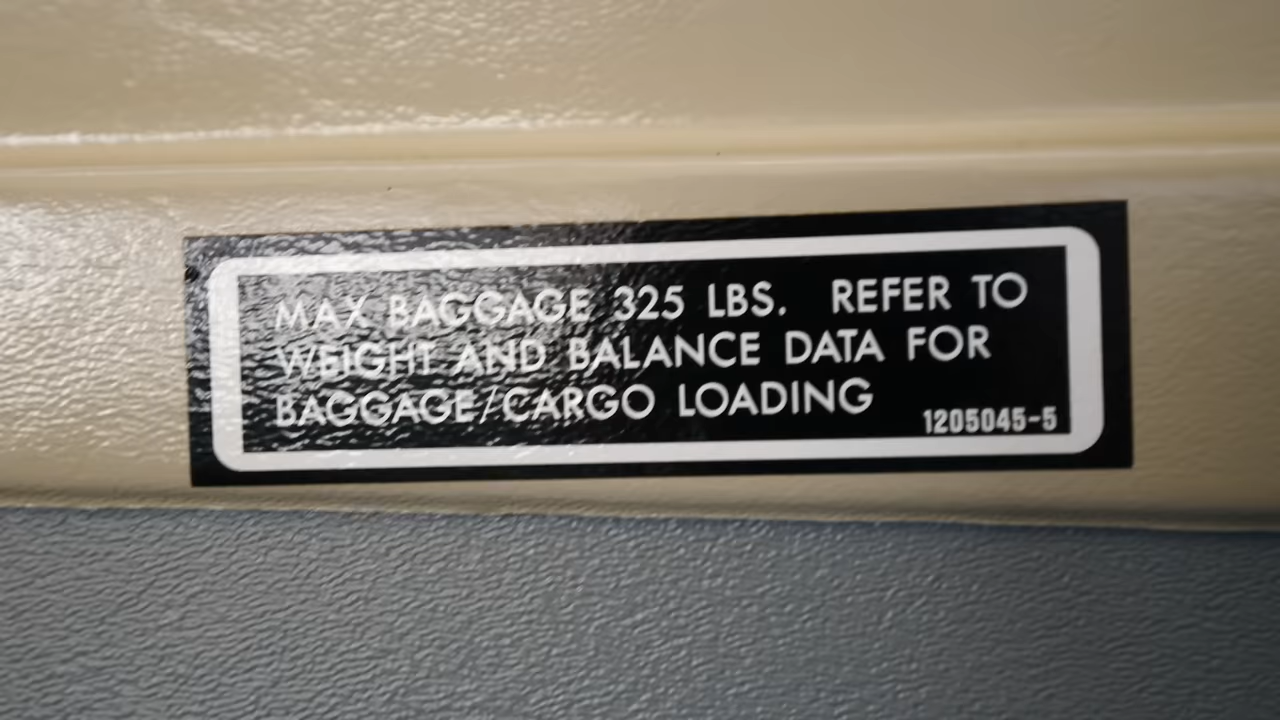 MAX BAGGAGE 325 LBS. REFER TO
WEIGHT AND BALANCE DATA FOR
BAGGAGE/CARGO LOADING
1205045-5